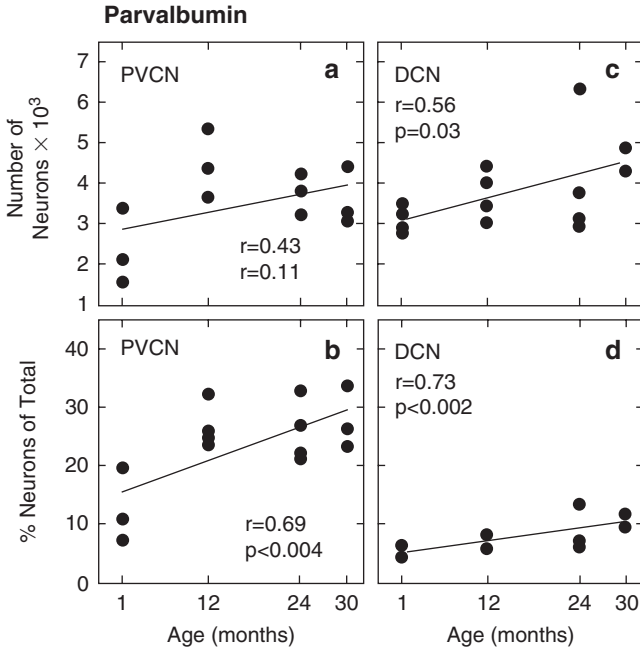 Parvalbumin
Number of
Neurons × 10³
7
6
5
4
3
2
1
PVCN
a
r=0.43
r=0.11
DCN
c
r=0.56
p=0.03
% Neurons of Total
40
30
20
10
0
PVCN
b
r=0.69
p<0.004
DCN
d
r=0.73
p<0.002
1 12 24 30
1 12 24 30
Age (months)
Age (months)